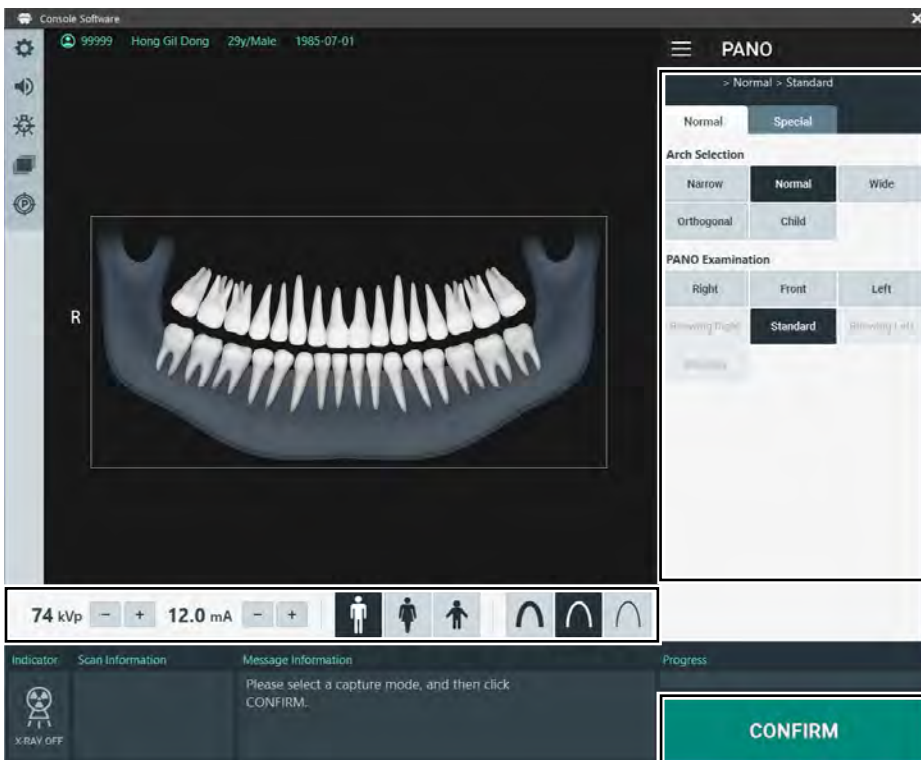 Console Software
99999 Hong Gil Dong 29y/Male 1985-07-01
PANO
> Normal > Standard
Normal Special
Arch Selection
Narrow Normal Wide
Orthogonal Child
PANO Examination
Right Front Left
Standard
R
74 kVp - + 12.0 mA - +
Indicator Scan Information Message Information Progress
Please select a capture mode, and then click
CONFIRM.
X-RAY OFF
CONFIRM